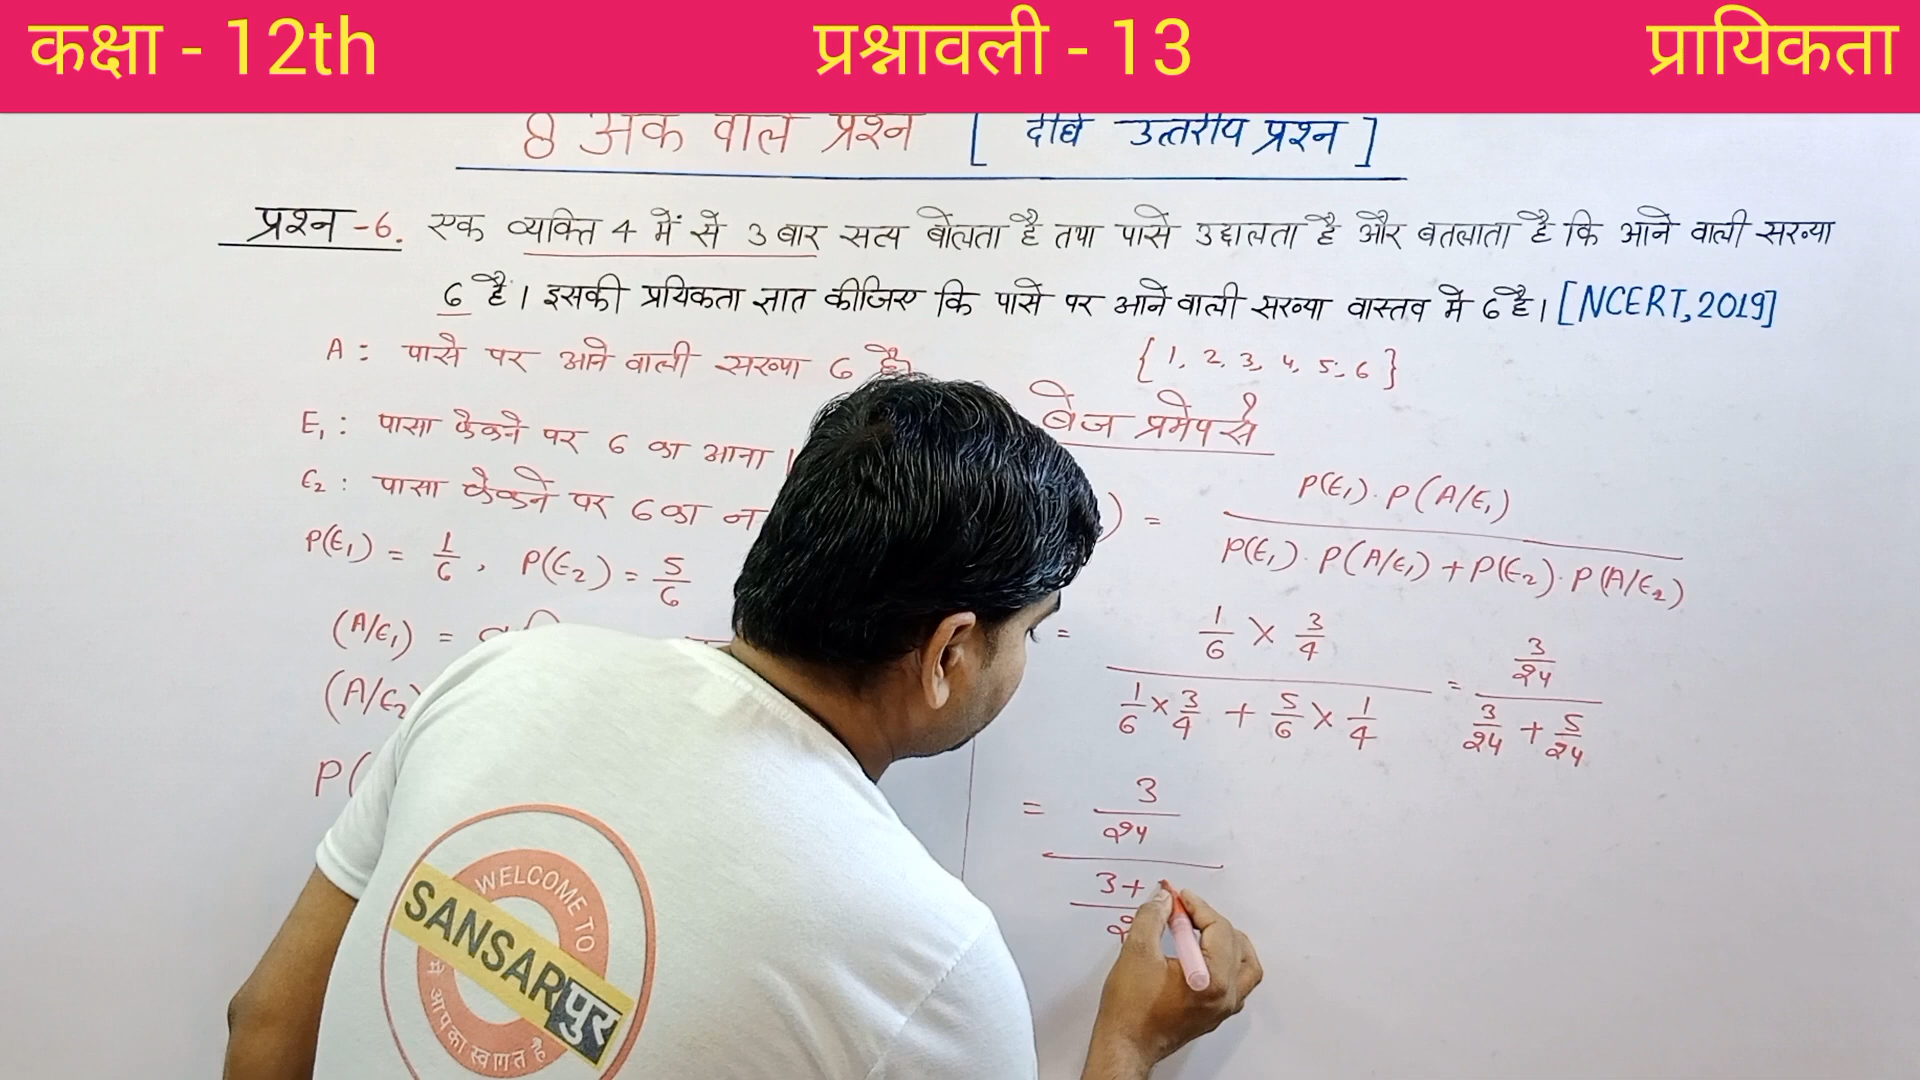 कक्षा - 12th प्रश्नावली - 13 प्रायिकता
8 अंक वाले प्रश्न [ दीर्घ उत्तरीय प्रश्न ]
प्रश्न -6. एक व्यक्ति 4 में से 3 बार सत्य बोलता है तथा पासे उछालता है और बतलाता है कि आने वाली संख्या
6 है। इसकी प्रयिकता ज्ञात कीजिए कि पासे पर आने वाली संख्या वास्तव में 6 है। [NCERT, 2019]
A : पासे पर आने वाली संख्या 6 है।
{ 1, 2, 3, 4, 5, 6 }
E₁ : पासा फेकने पर 6 का आना
E₂ : पासा फेकने पर 6 का न
P(E₁) = 1/6 , P(E₂) = 5/6
(A/E₁) =
(A/E₂)
P(
बेज प्रमेय से
) = P(E₁) . P(A/E₁) / P(E₁) . P(A/E₁) + P(E₂) . P(A/E₂)
= 1/6 × 3/4 / 1/6 × 3/4 + 5/6 × 1/4 = 3/24 / 3/24 + 5/24
= 3/24 / 3+
WELCOME TO
SANSARपुर
में आपका स्वागत है